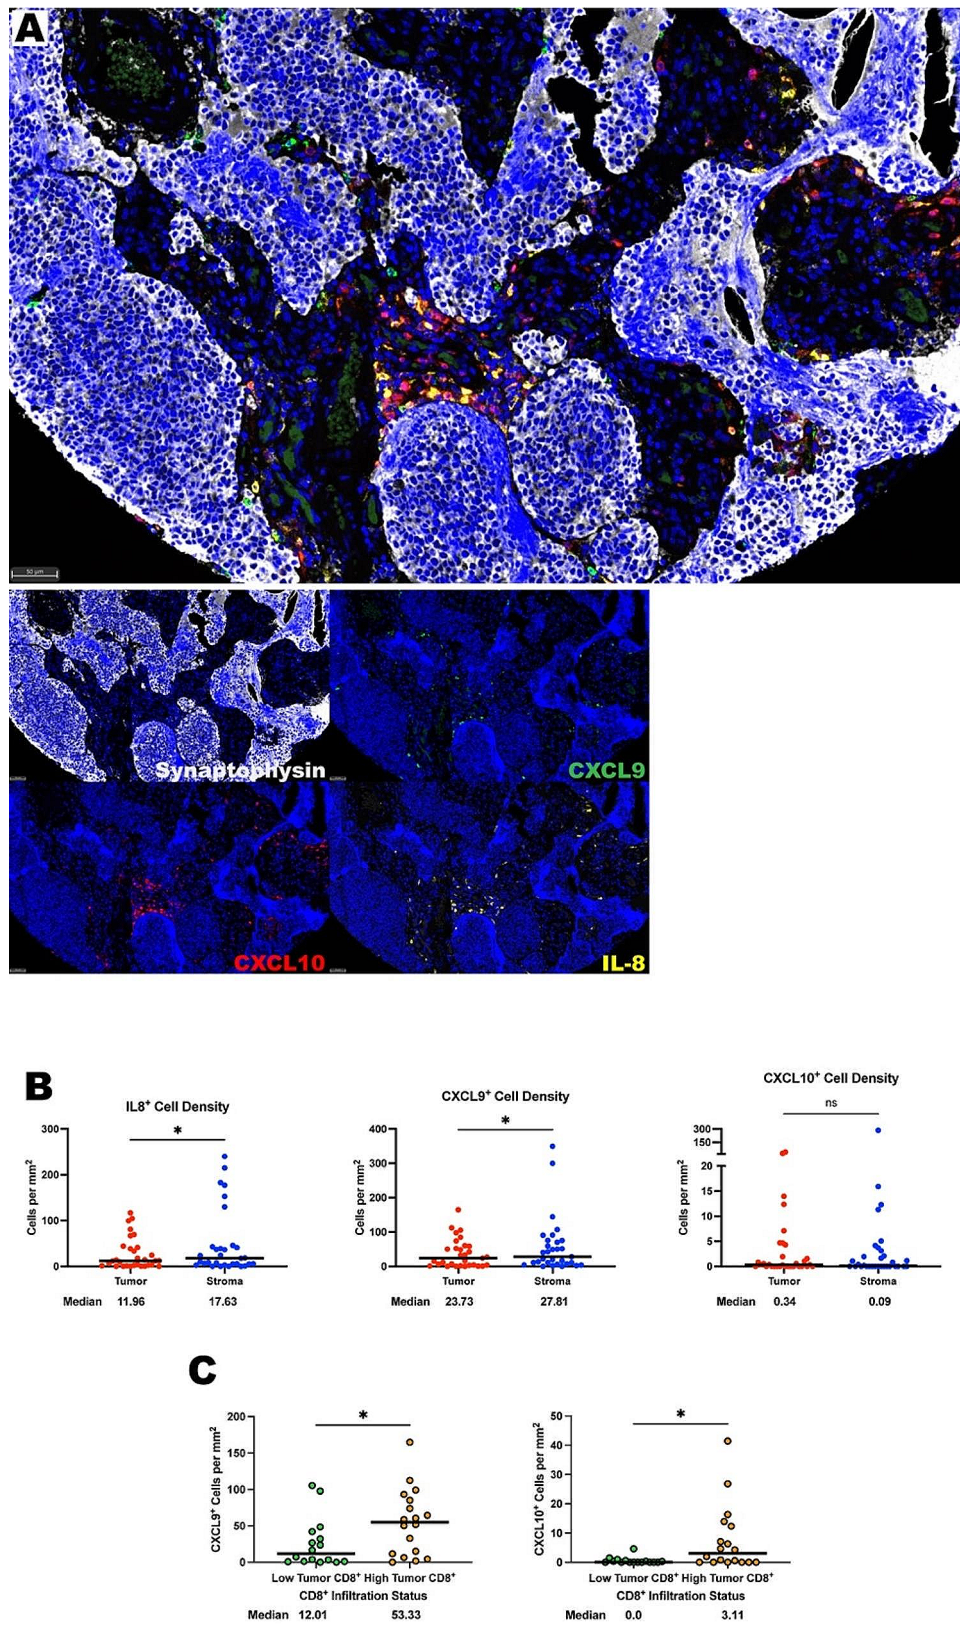 A
50 µm
Synaptophysin
CXCL9
CXCL10
IL-8
B
IL8+ Cell Density
*
Cells per mm2
300
200
100
0
Tumor Stroma
Median 11.96 17.63
CXCL9+ Cell Density
*
Cells per mm2
400
300
200
100
0
Tumor Stroma
Median 23.73 27.81
CXCL10+ Cell Density
ns
Cells per mm2
300
150
20
15
10
5
0
Tumor Stroma
Median 0.34 0.09
C
*
CXCL9+ Cells per mm2
200
150
100
50
0
Low Tumor CD8+ High Tumor CD8+
CD8+ Infiltration Status
Median 12.01 53.33
*
CXCL10+ Cells per mm2
50
40
30
20
10
0
Low Tumor CD8+ High Tumor CD8+
CD8+ Infiltration Status
Median 0.0 3.11